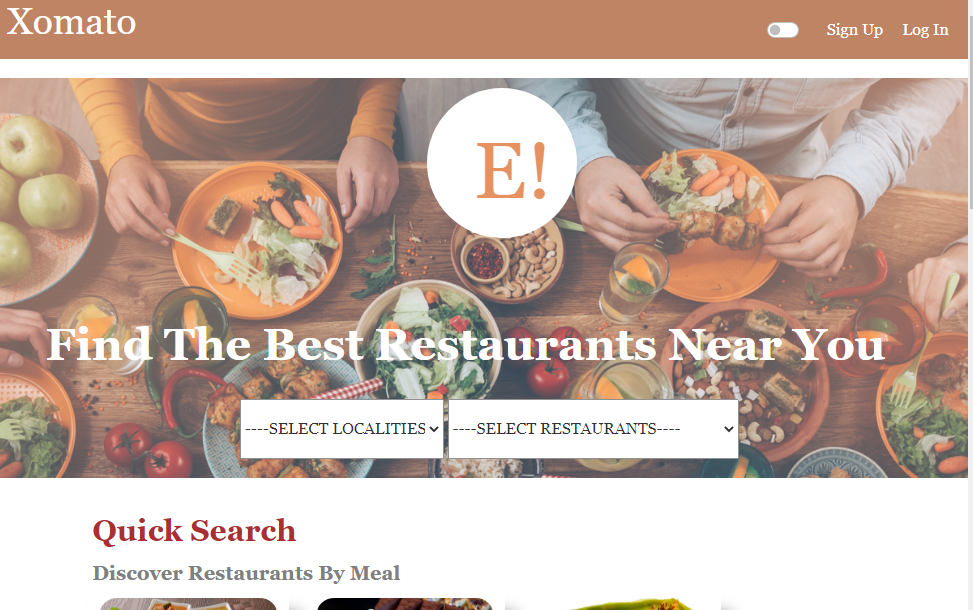 Xomato
Sign Up Log In
E!
Find The Best Restaurants Near You
----SELECT LOCALITIES
----SELECT RESTAURANTS----
Quick Search
Discover Restaurants By Meal